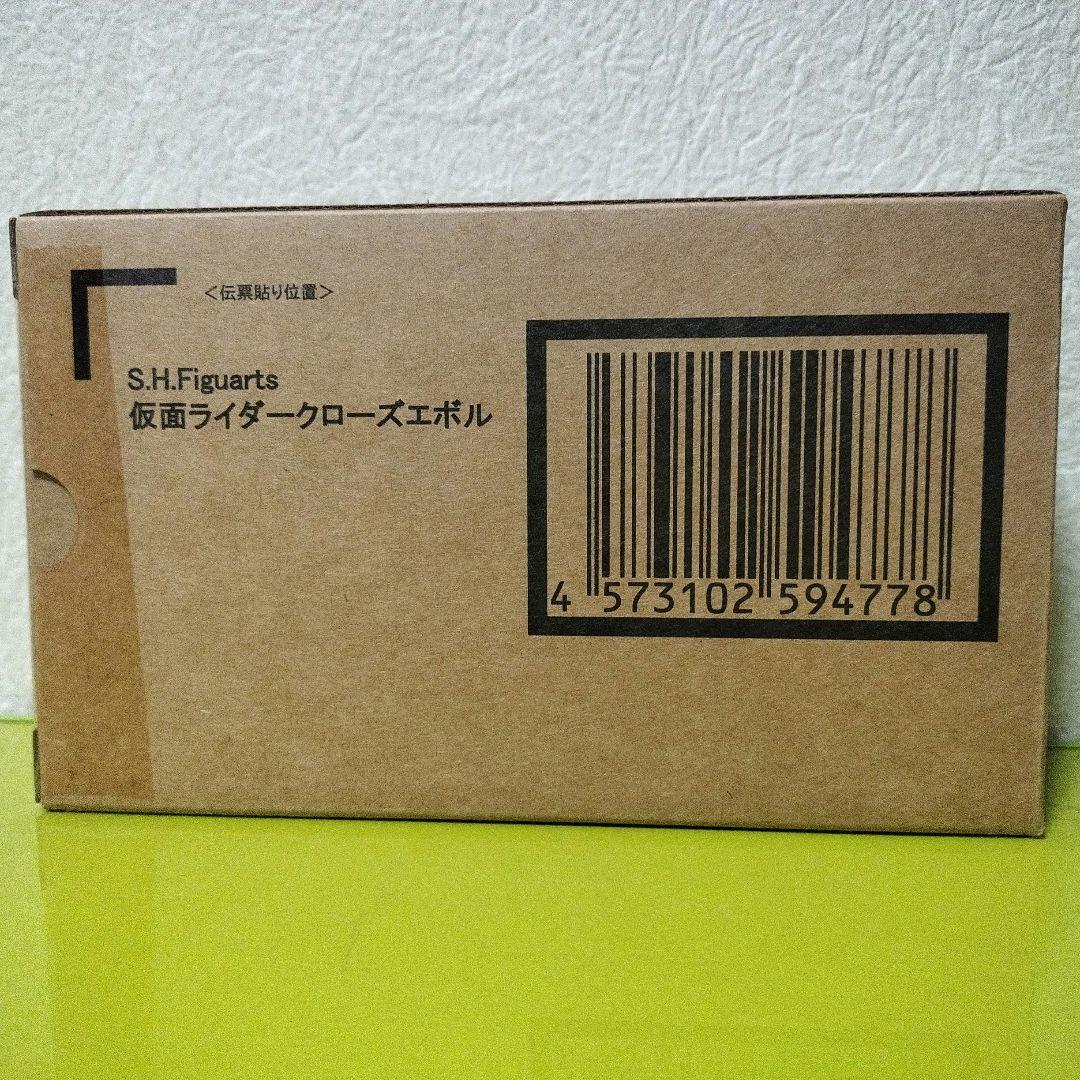 ＜伝票貼り位置＞
S.H.Figuarts
仮面ライダークローズエボル
4 573102 594778